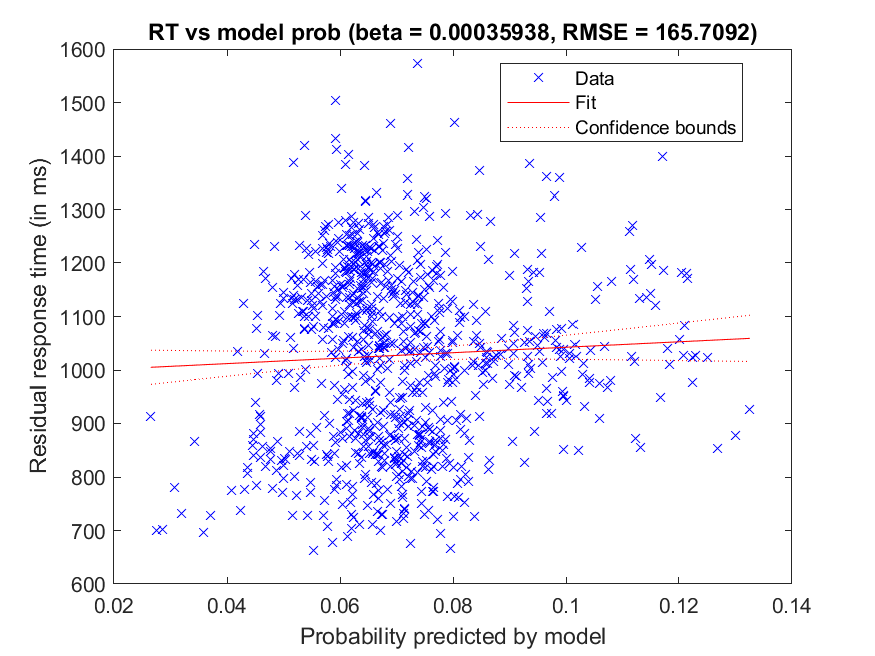 RT vs model prob (beta = 0.00035938, RMSE = 165.7092)
Data
Fit
Confidence bounds
1600
1500
1400
1300
1200
1100
1000
900
800
700
600
Residual response time (in ms)
0.02 0.04 0.06 0.08 0.1 0.12 0.14
Probability predicted by model